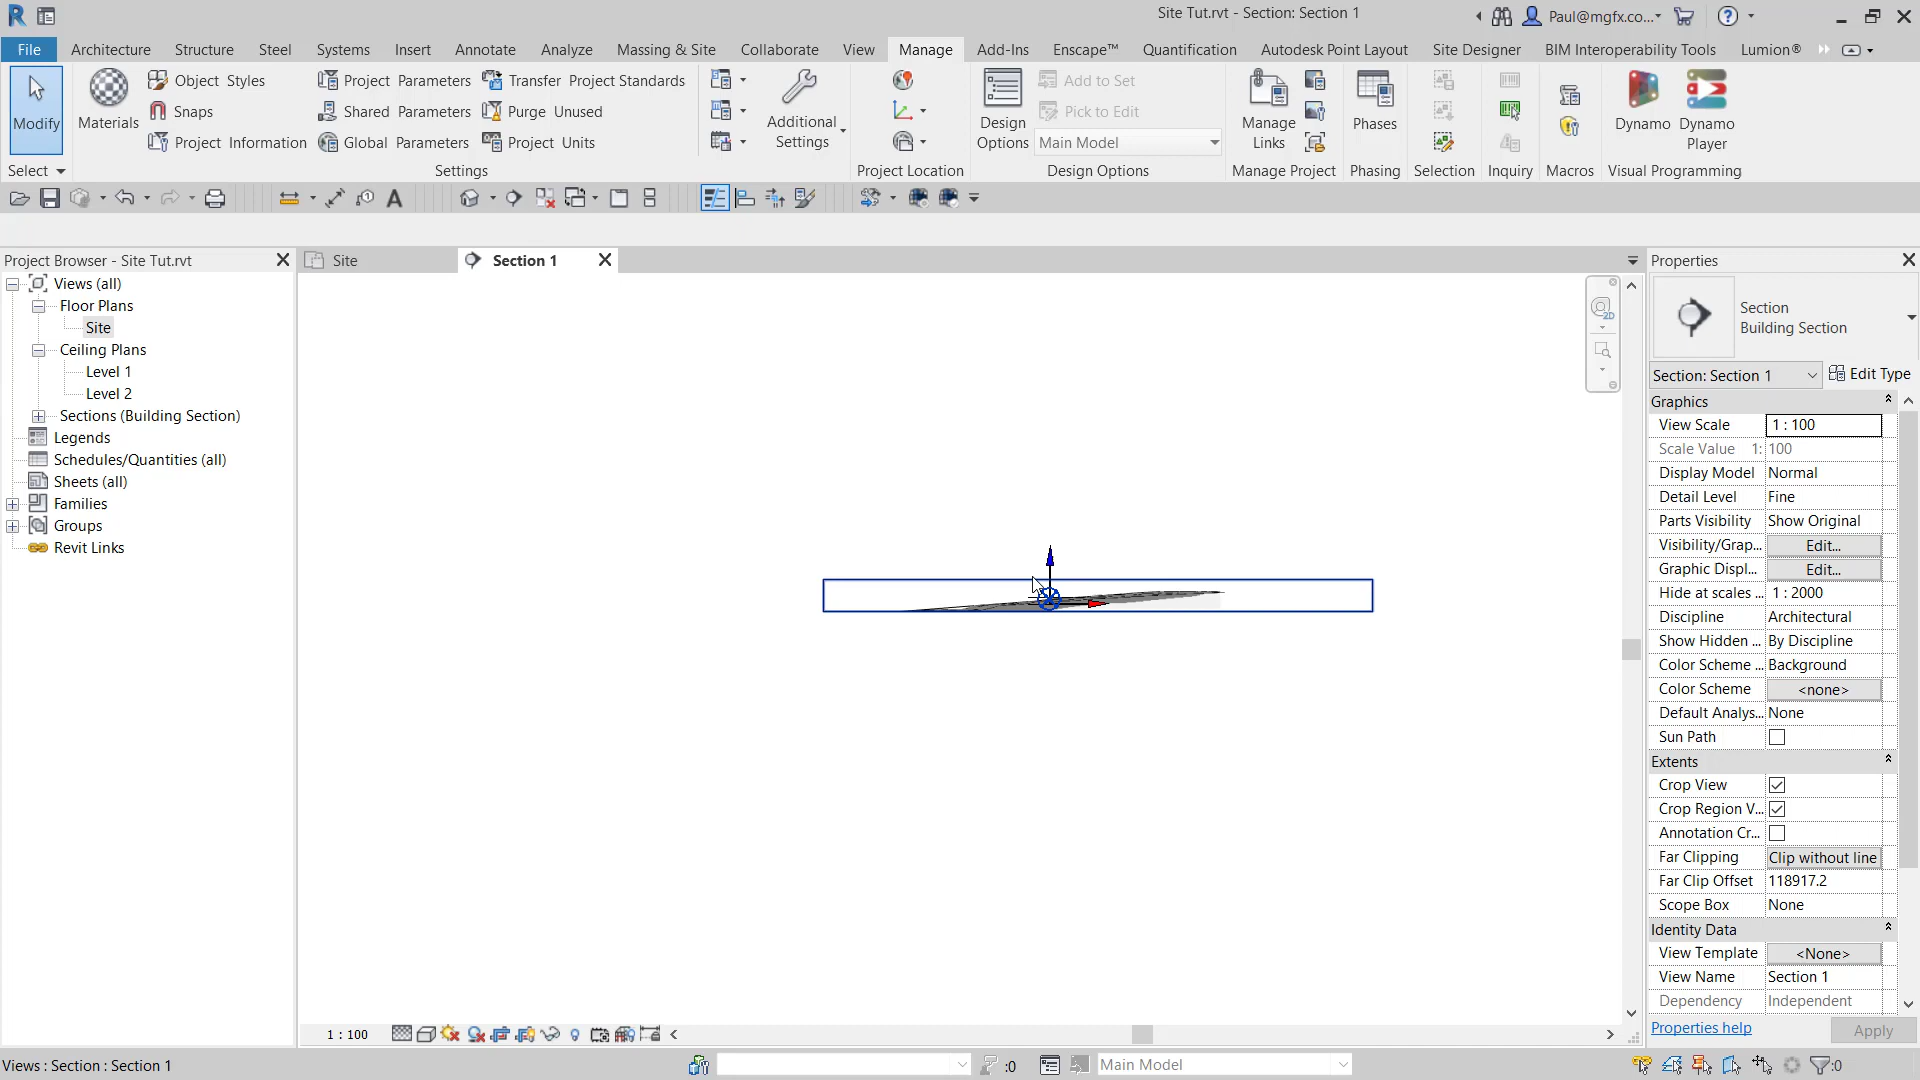 Site Tut.rvt - Section: Section 1
Paul@mgfx.co...
File
Architecture
Structure
Steel
Systems
Insert
Annotate
Analyze
Massing & Site
Collaborate
View
Manage
Add-Ins
Enscape™
Quantification
Autodesk Point Layout
Site Designer
BIM Interoperability Tools
Lumion®
Modify
Materials
Object Styles
Snaps
Project Information
Project Parameters
Shared Parameters
Global Parameters
Transfer Project Standards
Purge Unused
Project Units
Additional
Settings
Design
Options
Add to Set
Pick to Edit
Main Model
Manage
Links
Phases
Dynamo
Dynamo
Player
Select
Settings
Project Location
Design Options
Manage Project
Phasing
Selection
Inquiry
Macros
Visual Programming
A
Project Browser - Site Tut.rvt
Views (all)
Floor Plans
Site
Ceiling Plans
Level 1
Level 2
Sections (Building Section)
Legends
Schedules/Quantities (all)
Sheets (all)
Families
Groups
Revit Links
Site
Section 1
2D
Properties
Section
Building Section
Section: Section 1
Edit Type
Graphics
View Scale 1 : 100
Scale Value 1: 100
Display Model Normal
Detail Level Fine
Parts Visibility Show Original
Visibility/Grap... Edit...
Graphic Displ... Edit...
Hide at scales ... 1 : 2000
Discipline Architectural
Show Hidden ... By Discipline
Color Scheme ... Background
Color Scheme <none>
Default Analys... None
Sun Path
Extents
Crop View
Crop Region V...
Annotation Cr...
Far Clipping Clip without line
Far Clip Offset 118917.2
Scope Box None
Identity Data
View Template <None>
View Name Section 1
Dependency Independent
Properties help
Apply
1 : 100
Views : Section : Section 1
:0
Main Model
:0